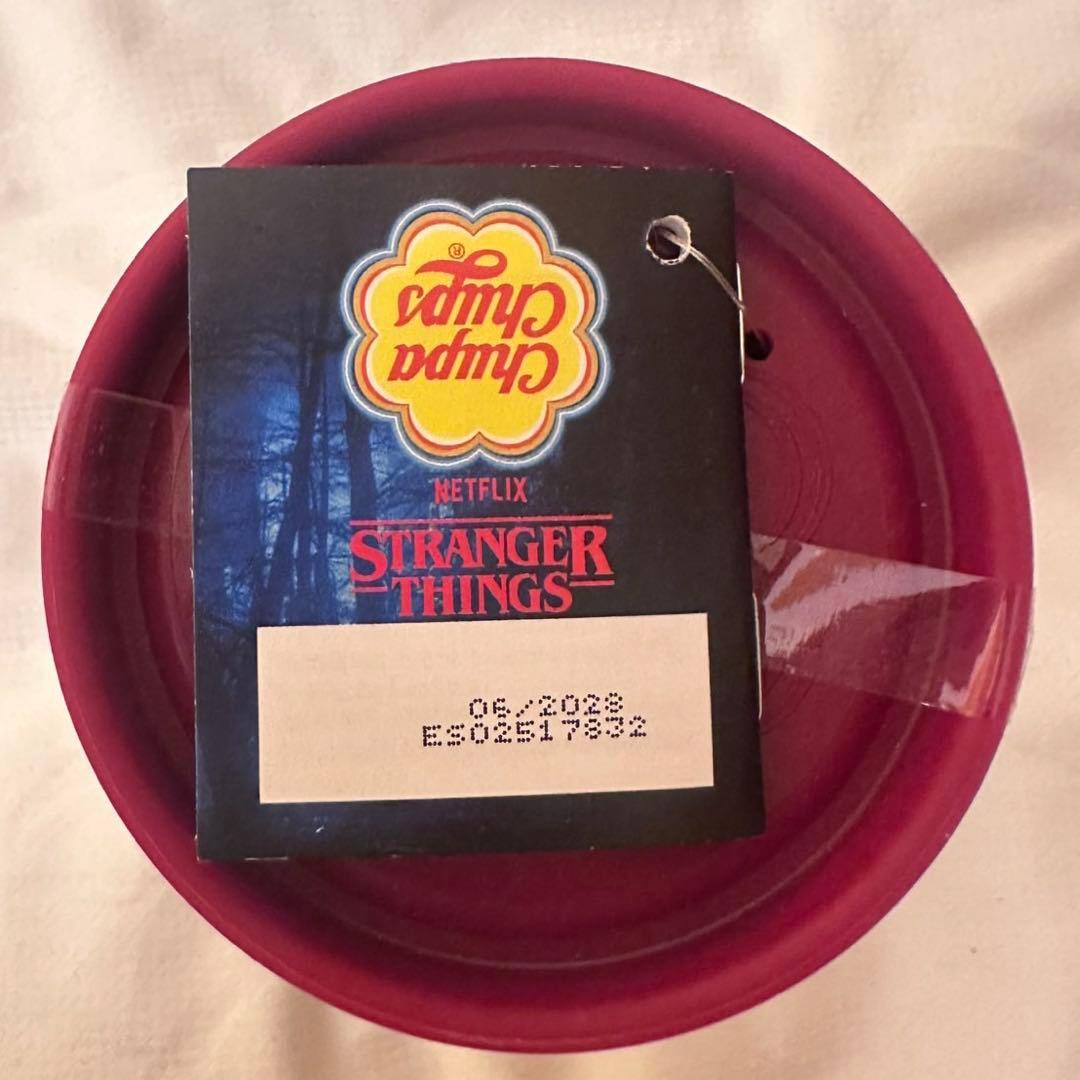 Chupa
Chups
®
NETFLIX
STRANGER
THINGS
06/2028
ES02517832